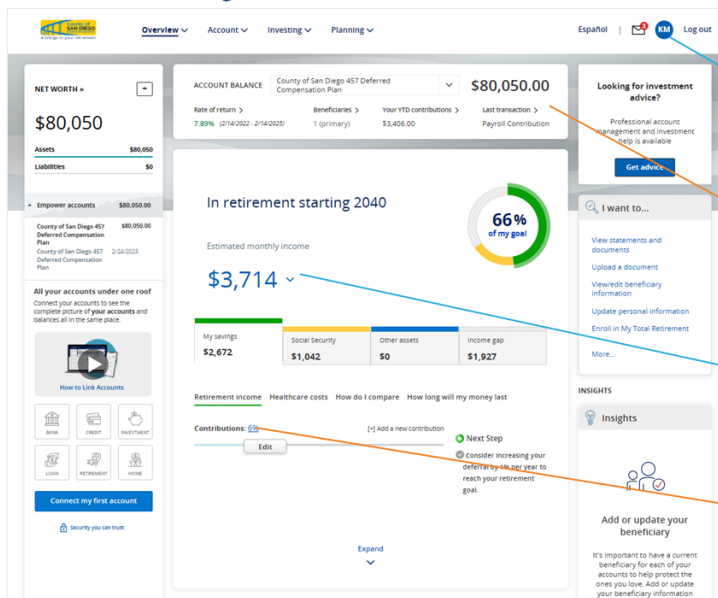 County of
SAN DIEGO
A bridge to your retirement
Overview
Account
Investing
Planning
Español | 3 KM Log out
NET WORTH »
$80,050
Assets $80,050
Liabilities $0
Empower accounts $80,050.00
County of San Diego 457 $80,050.00
Deferred Compensation
Plan
County of San Diego 457 2/24/2025
Deferred Compensation
Plan
All your accounts under one roof
Connect your accounts to see the
complete picture of your accounts and
balances all in the same place.
How to Link Accounts
BANK CREDIT INVESTMENT
LOAN RETIREMENT HOME
Connect my first account
Security you can trust
ACCOUNT BALANCE
County of San Diego 457 Deferred
Compensation Plan
$80,050.00
Rate of return > Beneficiaries > Your YTD contributions > Last transaction >
7.89% (2/14/2022 - 2/14/2025) 1 (primary) $3,406.00 Payroll Contribution
In retirement starting 2040
66%
of my goal
Estimated monthly income
$3,714
My savings
$2,672
Social Security
$1,042
Other assets
$0
Income gap
$1,927
Retirement income Healthcare costs How do I compare How long will my money last
Contributions: 6% [+] Add a new contribution
Edit
Next Step
Consider increasing your
deferral by 1% per year to
reach your retirement
goal.
Expand
Looking for investment
advice?
Professional account
management and investment
help is available
Get advice
I want to...
View statements and
documents
Upload a document
View/edit beneficiary
information
Update personal information
Enroll in My Total Retirement
More...
INSIGHTS
Insights
Add or update your
beneficiary
It's important to have a current
beneficiary for each of your
accounts to help protect the
ones you love. Add or update
your beneficiary information